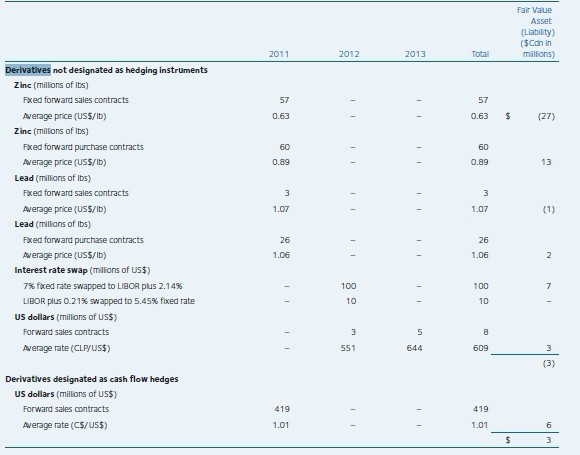 Fair Value
Asset
(Liability)
($Cdn in
2011 2012 2013 Total millions)
Derivatives not designated as hedging instruments
Zinc (millions of lbs)
Fixed forward sales contracts 57 – – 57
Average price (US$/lb) 0.63 – – 0.63 $ (27)
Zinc (millions of lbs)
Fixed forward purchase contracts 60 – – 60
Average price (US$/lb) 0.89 – – 0.89 13
Lead (millions of lbs)
Fixed forward sales contracts 3 – – 3
Average price (US$/lb) 1.07 – – 1.07 (1)
Lead (millions of lbs)
Fixed forward purchase contracts 26 – – 26
Average price (US$/lb) 1.06 – – 1.06 2
Interest rate swap (millions of US$)
7% fixed rate swapped to LIBOR plus 2.14% – 100 – 100 7
LIBOR plus 0.21% swapped to 5.45% fixed rate – 10 – 10 –
US dollars (millions of US$)
Forward sales contracts – 3 5 8
Average rate (CLP/US$) – 551 644 609 3
(3)
Derivatives designated as cash flow hedges
US dollars (millions of US$)
Forward sales contracts 419 – – 419
Average rate (C$/US$) 1.01 – – 1.01 6
$ 3